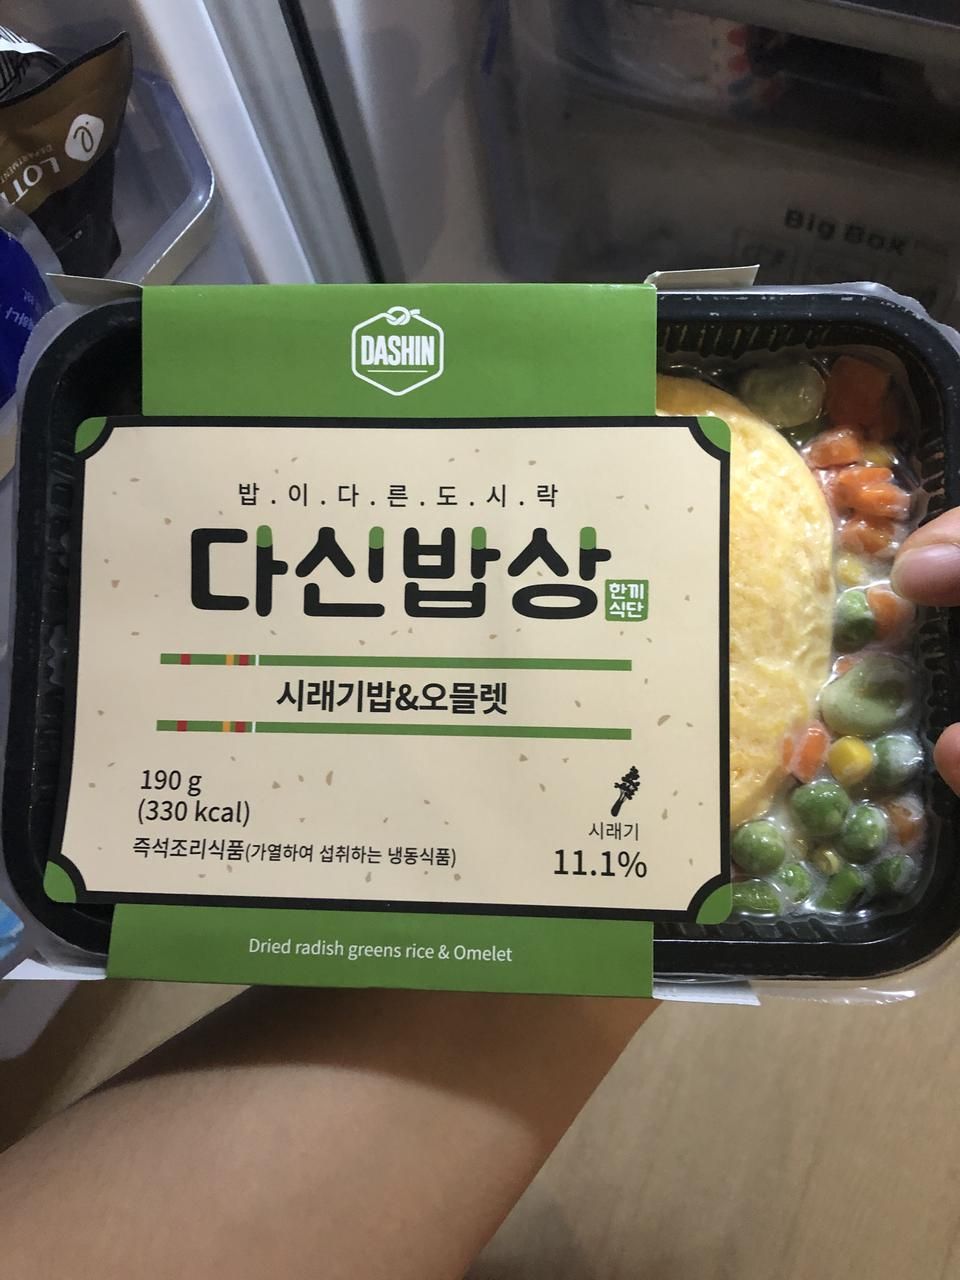 LOT
DEPARTMENT
Big Box
DASHIN
밥.이.다.른.도.시.락
다신밥상
한끼
식단
시래기밥&오믈렛
190 g
(330 kcal)
즉석조리식품(가열하여 섭취하는 냉동식품)
시래기
11.1%
Dried radish greens rice & Omelet